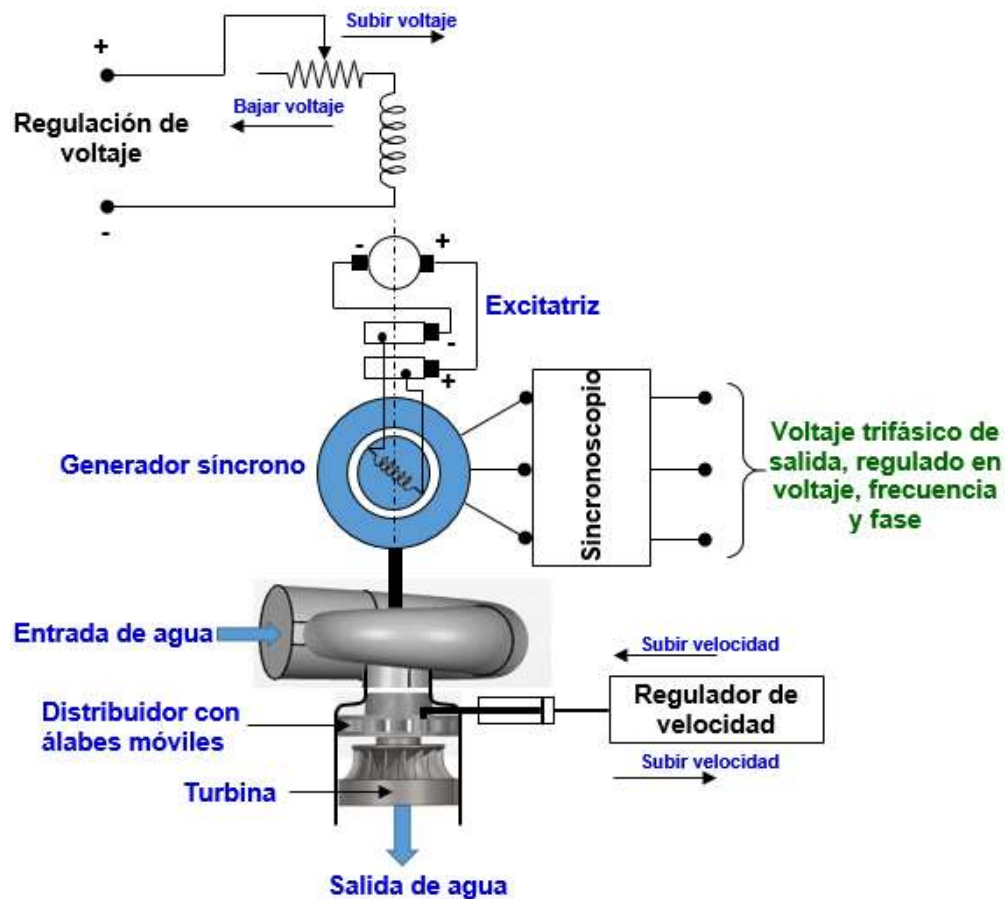 Subir voltaje
+
Bajar voltaje
Regulación de
voltaje
-
- +
Excitatriz
-
+
Generador síncrono
Sincronoscopio
Voltaje trifásico de
salida, regulado en
voltaje, frecuencia
y fase
Entrada de agua
Subir velocidad
Regulador de
velocidad
Subir velocidad
Distribuidor con
álabes móviles
Turbina
Salida de agua